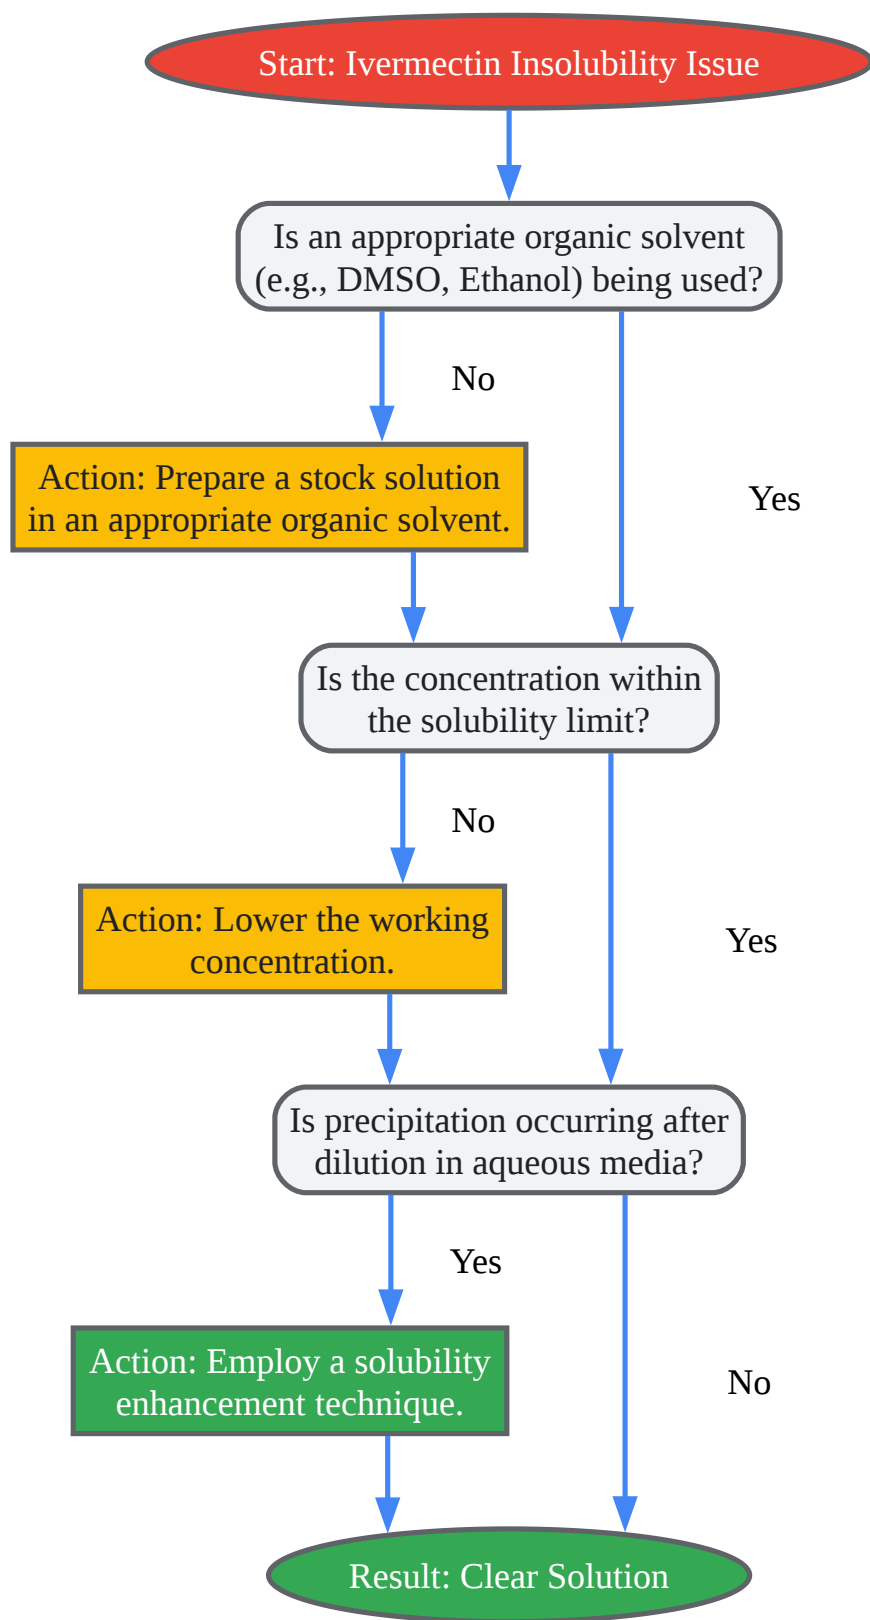 Start: Ivermectin Insolubility Issue
Is an appropriate organic solvent
(e.g., DMSO, Ethanol) being used?
No
Action: Prepare a stock solution
in an appropriate organic solvent.
Yes
Is the concentration within
the solubility limit?
No
Action: Lower the working
concentration.
Yes
Is precipitation occurring after
dilution in aqueous media?
Yes
Action: Employ a solubility
enhancement technique.
No
Result: Clear Solution